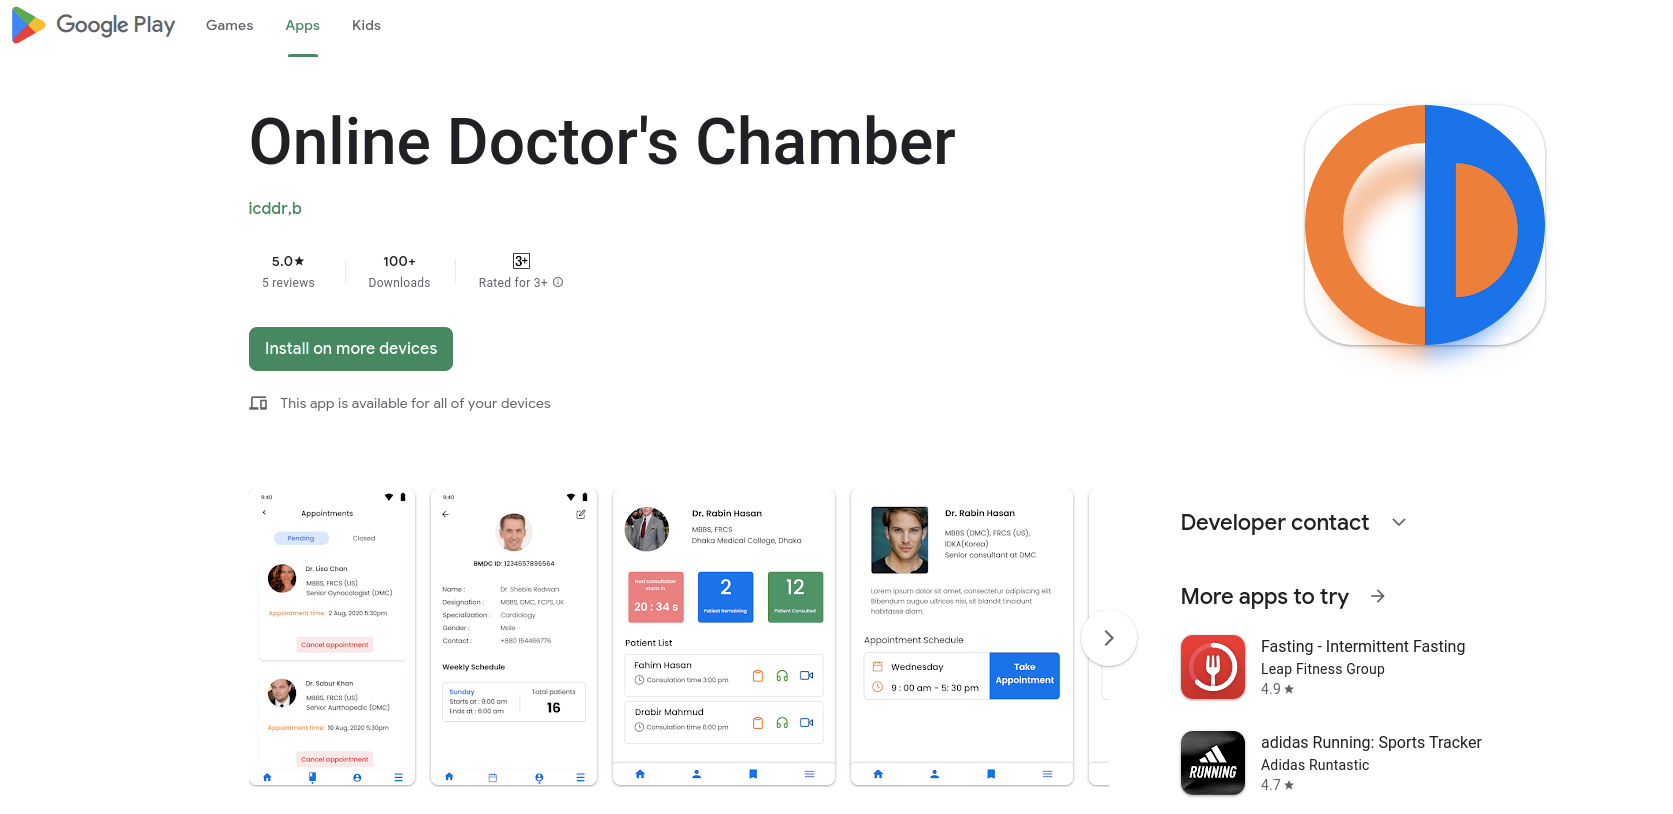 Google Play
Games
Apps
Kids
Online Doctor's Chamber
icddr,b
5.0★
5 reviews
100+
Downloads
3+
Rated for 3+
Install on more devices
This app is available for all of your devices
9:40
Appointments
Pending
Closed
Dr. Lisa Chan
MBBS, FRCS (US)
Senior Gynocologist (DMC)
Appointment time: 2 Aug, 2020 5:30pm
Cancel appointment
Dr. Sabur Khan
MBBS, FRCS (US)
Senior Aurthopedic (DMC)
Appointment time: 10 Aug, 2020 5:30pm
Cancel appointment
9:40
BMDC ID: 1234657896564
Name : Dr. Sheble Redwan
Designation : MBBS, DMC, FCPS, UK
Specialization : Cardiology
Gender : Male
Contact : +880 154466776
Weekly Schedule
Sunday
Starts at : 9:00 am
Ends at : 6:00 am
Total patients
16
Dr. Rabin Hasan
MBBS, FRCS
Dhaka Medical College, Dhaka
Next consultation
starts in
20 : 34 s
2
Patient Remaining
12
Patient Consulted
Patient List
Fahim Hasan
Consulation time 3:00 pm
Drabir Mahmud
Consulation time 6:00 pm
Dr. Rabin Hasan
MBBS (DMC), FRCS (US),
IDKA(Korea)
Senior consultant at DMC
Lorem ipsum dolor sit amet, consectetur adipiscing elit.
Bibendum augue ultrices nisi, sit blandit tincidunt
habitasse diam.
Appointment Schedule
Wednesday
9 : 00 am - 5: 30 pm
Take
Appointment
Developer contact
More apps to try
Fasting - Intermittent Fasting
Leap Fitness Group
4.9★
RUNNING
adidas Running: Sports Tracker
Adidas Runtastic
4.7★